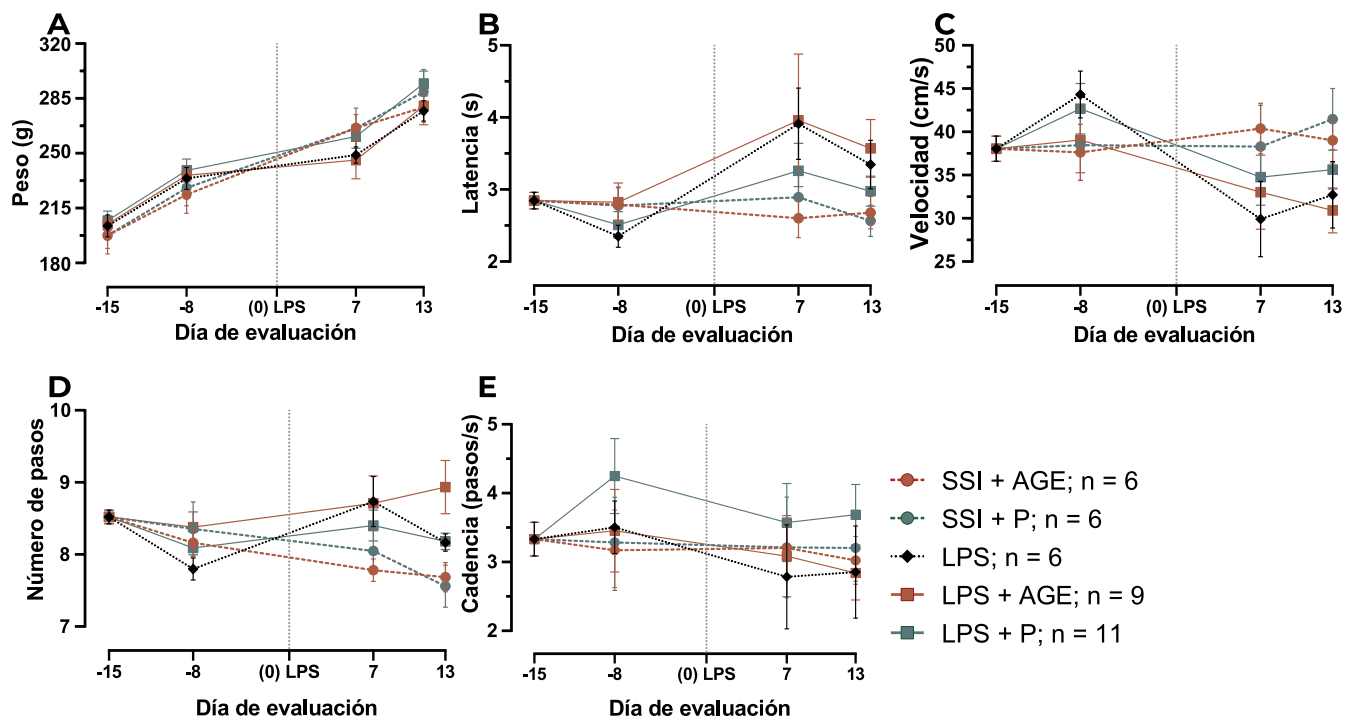 A
Peso (g)
320
285
250
215
180
-15 -8 (0) LPS 7 13
Día de evaluación
B
Latencia (s)
5
4
3
2
-15 -8 (0) LPS 7 13
Día de evaluación
C
Velocidad (cm/s)
50
45
40
35
30
25
-15 -8 (0) LPS 7 13
Día de evaluación
D
Número de pasos
10
9
8
7
-15 -8 (0) LPS 7 13
Día de evaluación
E
Cadencia (pasos/s)
5
4
3
2
-15 -8 (0) LPS 7 13
Día de evaluación
SSI + AGE; n = 6
SSI + P; n = 6
LPS; n = 6
LPS + AGE; n = 9
LPS + P; n = 11